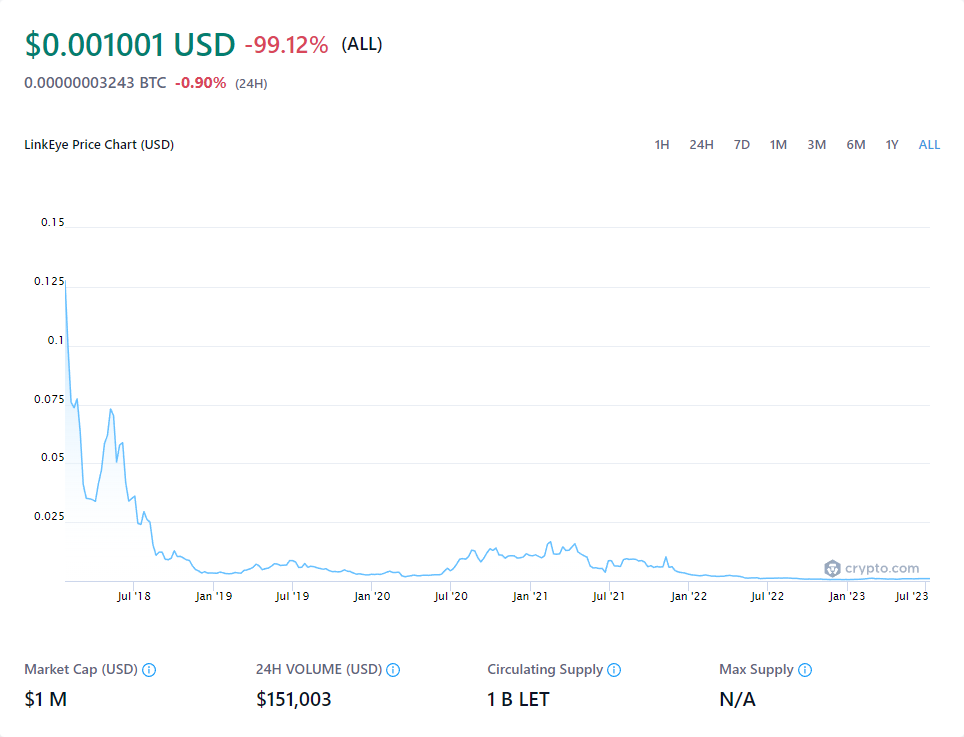 $0.001001 USD -99.12% (ALL)
0.00000003243 BTC -0.90% (24H)
LinkEye Price Chart (USD) 1H 24H 7D 1M 3M 6M 1Y ALL
0.15
0.125
0.1
0.075
0.05
0.025
crypto.com
Jul '18 Jan '19 Jul '19 Jan '20 Jul '20 Jan '21 Jul '21 Jan '22 Jul '22 Jan '23 Jul '23
Market Cap (USD) 24H VOLUME (USD) Circulating Supply Max Supply
$1 M $151,003 1 B LET N/A